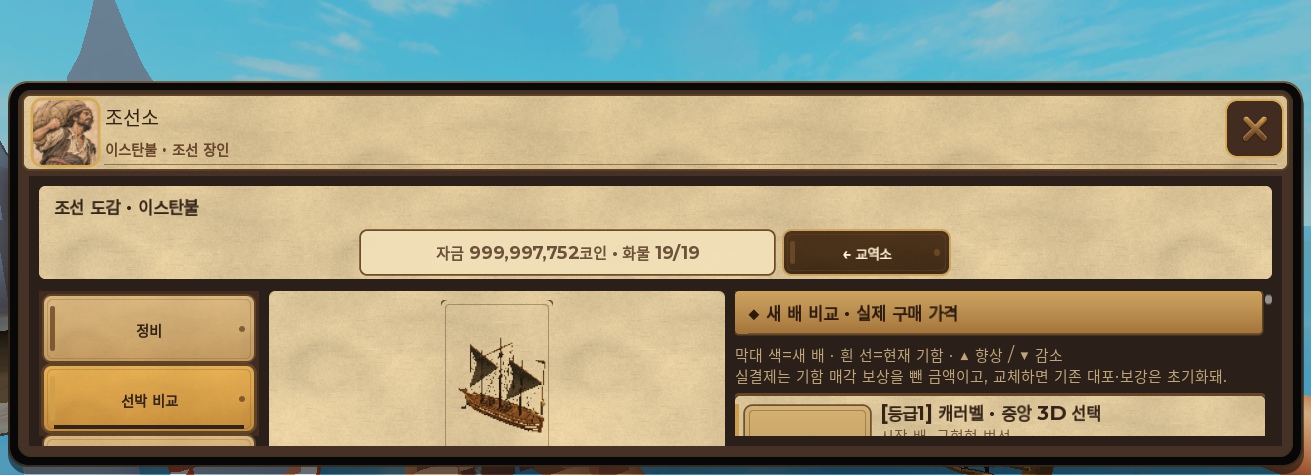 조선소
이스탄불 • 조선 장인
조선 도감 • 이스탄불
자금 999,997,752코인 • 화물 19/19
← 교역소
정비
선박 비교
◆ 새 배 비교 • 실제 구매 가격
막대 색=새 배 · 흰 선=현재 기함 · ▲ 향상 / ▼ 감소
실결제는 기함 매각 보상을 뺀 금액이고, 교체하면 기존 대포·보강은 초기화돼.
[등급1] 캐러벨 • 중앙 3D 선택